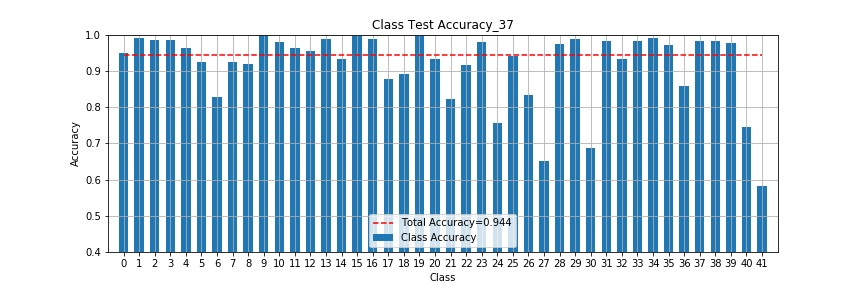 Class Test Accuracy_37
1.0
0.9
0.8
0.7
0.6
0.5
0.4
Accuracy
Total Accuracy=0.944
Class Accuracy
0 1 2 3 4 5 6 7 8 9 10 11 12 13 14 15 16 17 18 19 20 21 22 23 24 25 26 27 28 29 30 31 32 33 34 35 36 37 38 39 40 41
Class